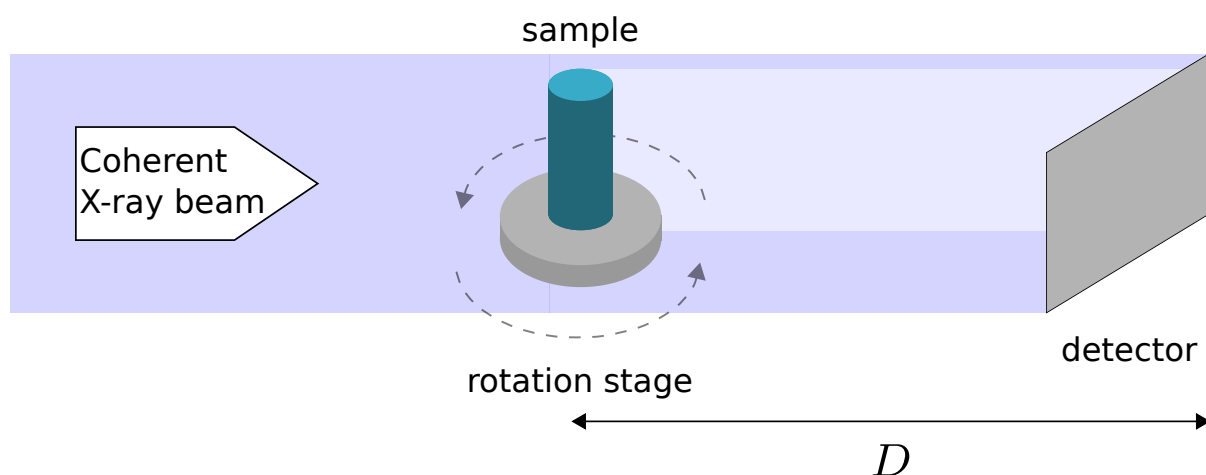 sample
Coherent
X-ray beam
detector
rotation stage
D